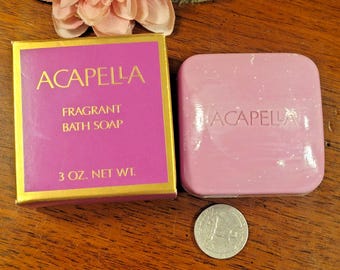 ACAPELLA
FRAGRANT
BATH SOAP
3 OZ. NET WT.
ACAPELLA